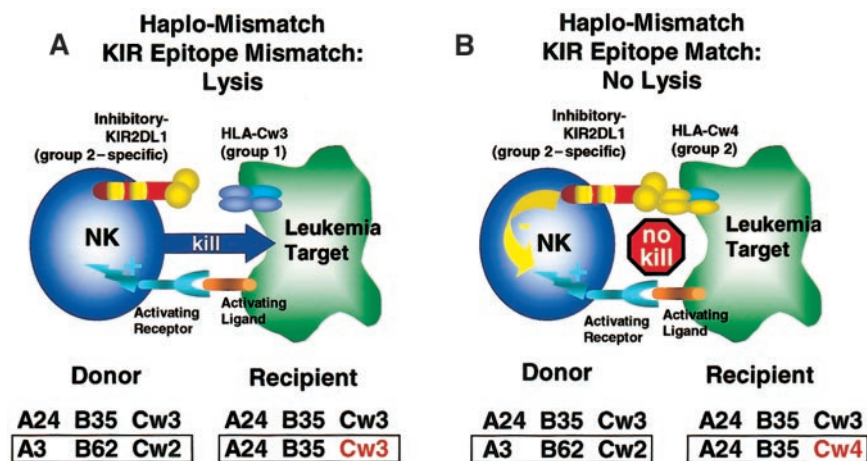 A
Haplo-Mismatch
KIR Epitope Mismatch:
Lysis
Inhibitory-
KIR2DL1
(group 2–specific)
HLA-Cw3
(group 1)
NK
kill
Leukemia
Target
+
Activating
Receptor
Activating
Ligand
Donor
Recipient
A24 B35 Cw3
A3 B62 Cw2
A24 B35 Cw3
A24 B35 Cw3
B
Haplo-Mismatch
KIR Epitope Match:
No Lysis
Inhibitory-
KIR2DL1
(group 2–specific)
HLA-Cw4
(group 2)
-
NK
no
kill
Leukemia
Target
+
Activating
Receptor
Activating
Ligand
Donor
Recipient
A24 B35 Cw3
A3 B62 Cw2
A24 B35 Cw3
A24 B35 Cw4